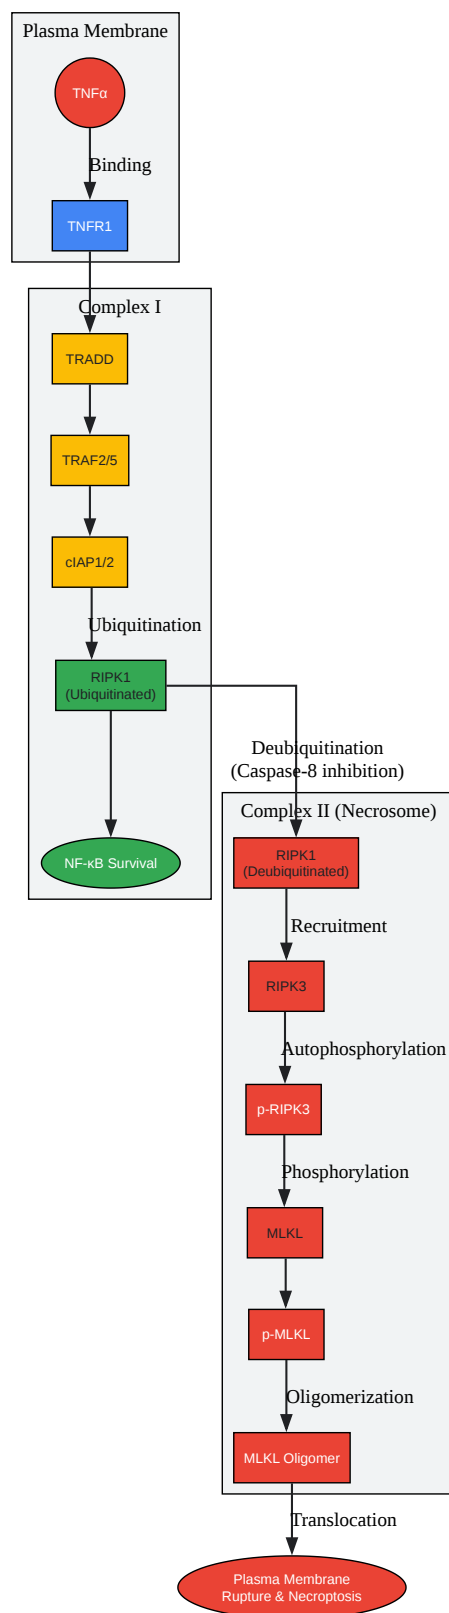 Plasma Membrane
TNFα
Binding
TNFR1
Complex I
TRADD
TRAF2/5
cIAP1/2
Ubiquitination
RIPK1
(Ubiquitinated)
Deubiquitination
(Caspase-8 inhibition)
Complex II (Necrosome)
NF-κB Survival
RIPK1
(Deubiquitinated)
Recruitment
RIPK3
Autophosphorylation
p-RIPK3
Phosphorylation
MLKL
p-MLKL
Oligomerization
MLKL Oligomer
Translocation
Plasma Membrane
Rupture & Necroptosis